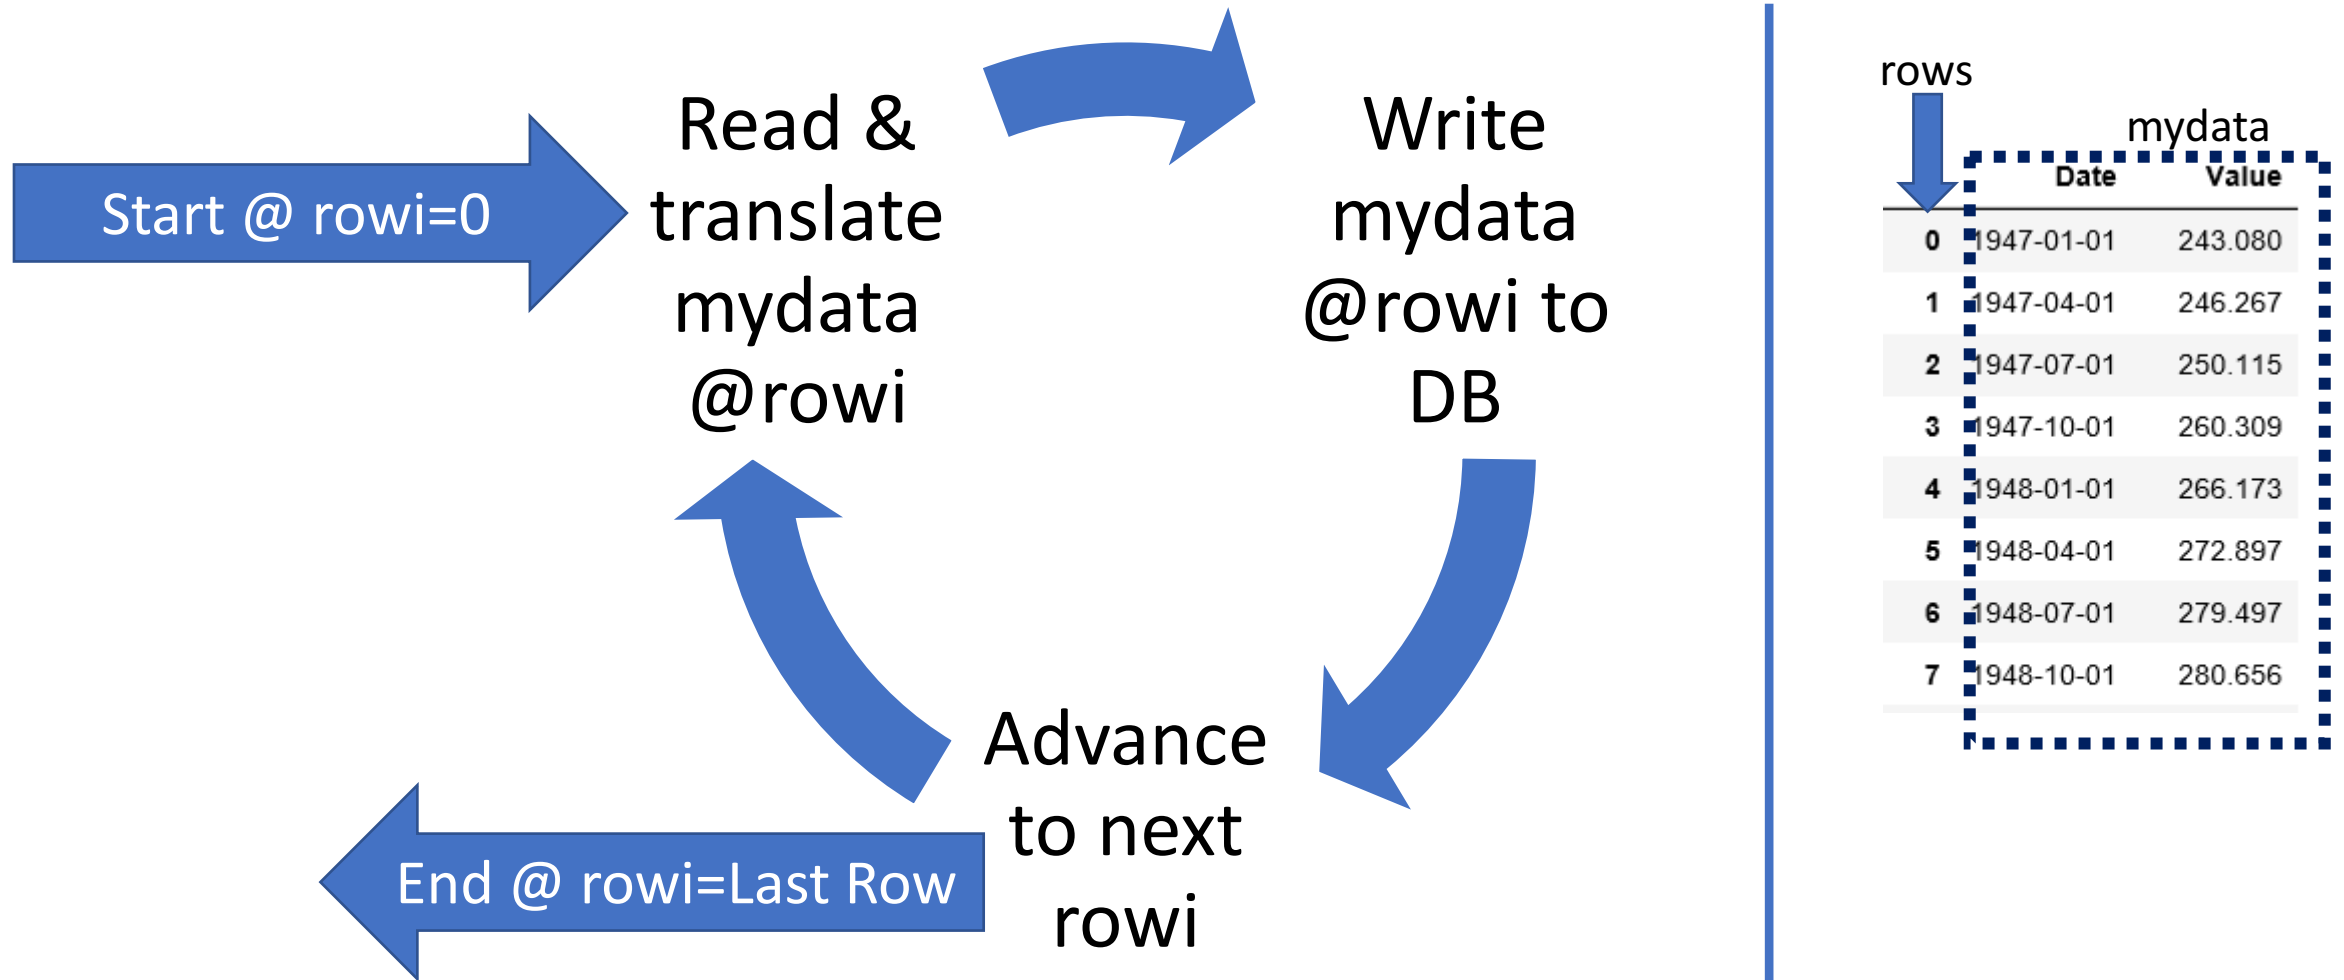 Start @ rowi=0
Read &
translate
mydata
@rowi
Write
mydata
@rowi to
DB
Advance
to next
rowi
End @ rowi=Last Row
rows
mydata
Date Value
0 1947-01-01 243.080
1 1947-04-01 246.267
2 1947-07-01 250.115
3 1947-10-01 260.309
4 1948-01-01 266.173
5 1948-04-01 272.897
6 1948-07-01 279.497
7 1948-10-01 280.656